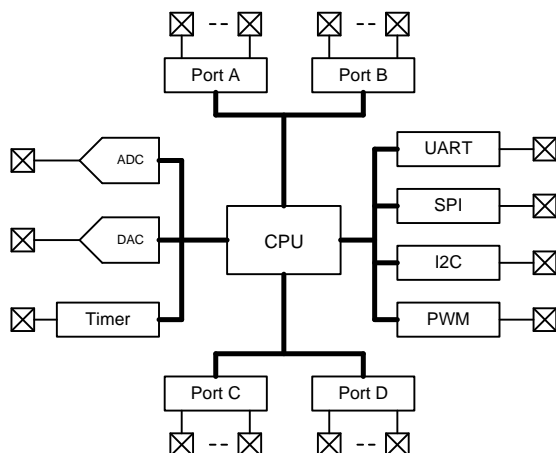 Port A
Port B
ADC
UART
DAC
CPU
SPI
I2C
Timer
PWM
Port C
Port D